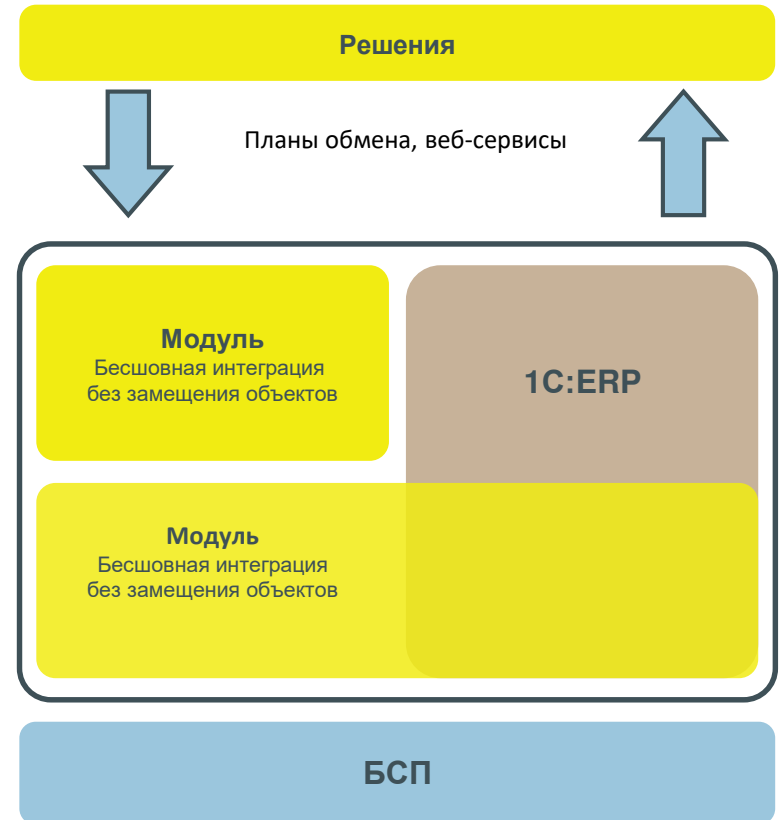 Решения
Планы обмена, веб-сервисы
Модуль
Бесшовная интеграция
без замещения объектов
1С:ERP
Модуль
Бесшовная интеграция
без замещения объектов
БСП